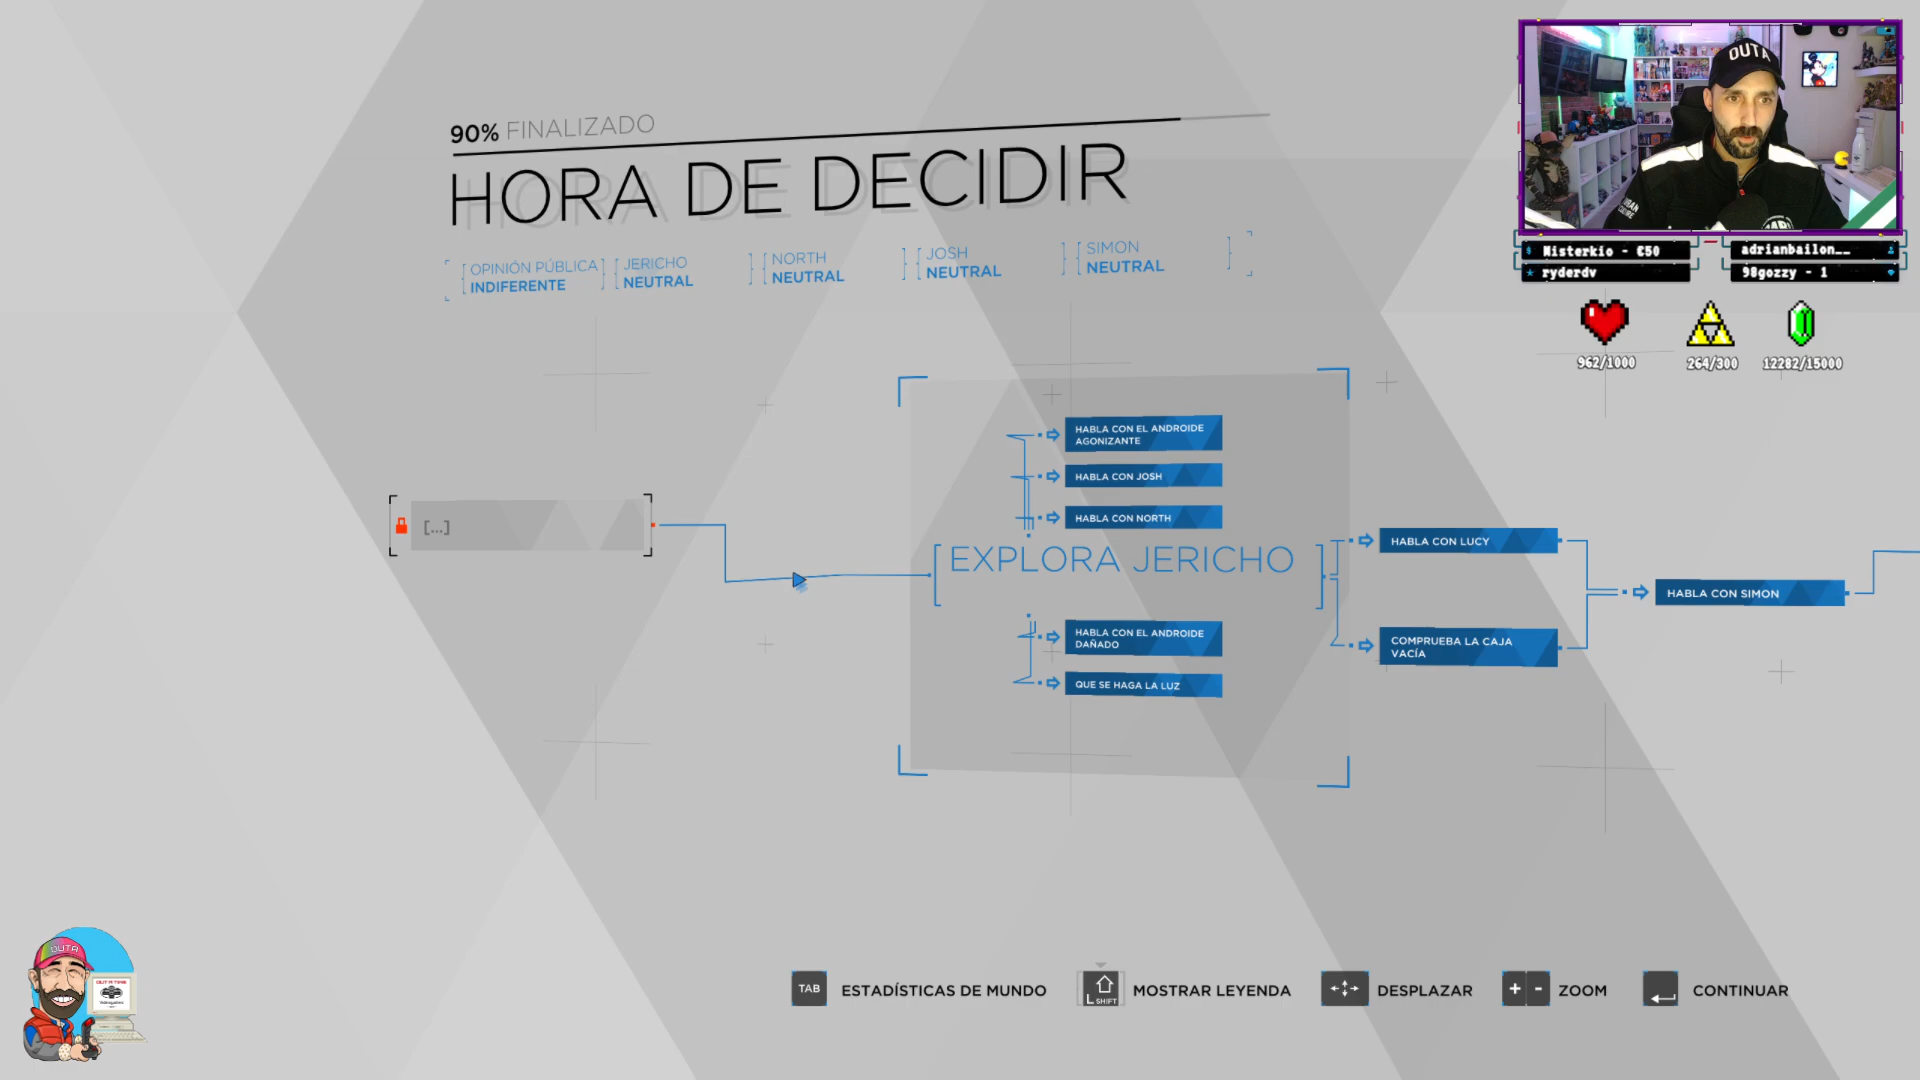 90% FINALIZADO
HORA DE DECIDIR
OPINIÓN PÚBLICA
INDIFERENTE
JERICHO
NEUTRAL
NORTH
NEUTRAL
JOSH
NEUTRAL
SIMON
NEUTRAL
OUTA
Misterkio - €50
adrianbailon__
ryderdv
98gozzy - 1
962/1000
264/300
12282/15000
HABLA CON EL ANDROIDE
AGONIZANTE
HABLA CON JOSH
HABLA CON NORTH
[...]
EXPLORA JERICHO
HABLA CON LUCY
HABLA CON SIMON
HABLA CON EL ANDROIDE
DAÑADO
COMPRUEBA LA CAJA
VACÍA
QUE SE HAGA LA LUZ
OUTA
TAB
ESTADÍSTICAS DE MUNDO
L SHIFT
MOSTRAR LEYENDA
DESPLAZAR
+ -
ZOOM
CONTINUAR